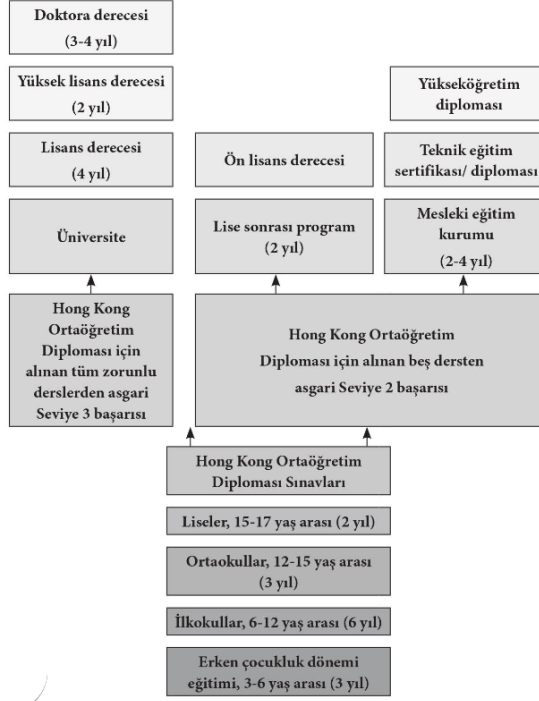 Doktora derecesi
(3-4 yıl)
Yüksek lisans derecesi
(2 yıl)
Yükseköğretim
diploması
Lisans derecesi
(4 yıl)
Ön lisans derecesi
Teknik eğitim
sertifikası/ diploması
Üniversite
Lise sonrası program
(2 yıl)
Mesleki eğitim
kurumu
(2-4 yıl)
Hong Kong
Ortaöğretim
Diploması için
alınan tüm zorunlu
derslerden asgari
Seviye 3 başarısı
Hong Kong Ortaöğretim
Diploması için alınan beş dersten
asgari Seviye 2 başarısı
Hong Kong Ortaöğretim
Diploması Sınavları
Liseler, 15-17 yaş arası (2 yıl)
Ortaokullar, 12-15 yaş arası
(3 yıl)
İlkokullar, 6-12 yaş arası (6 yıl)
Erken çocukluk dönemi
eğitimi, 3-6 yaş arası (3 yıl)